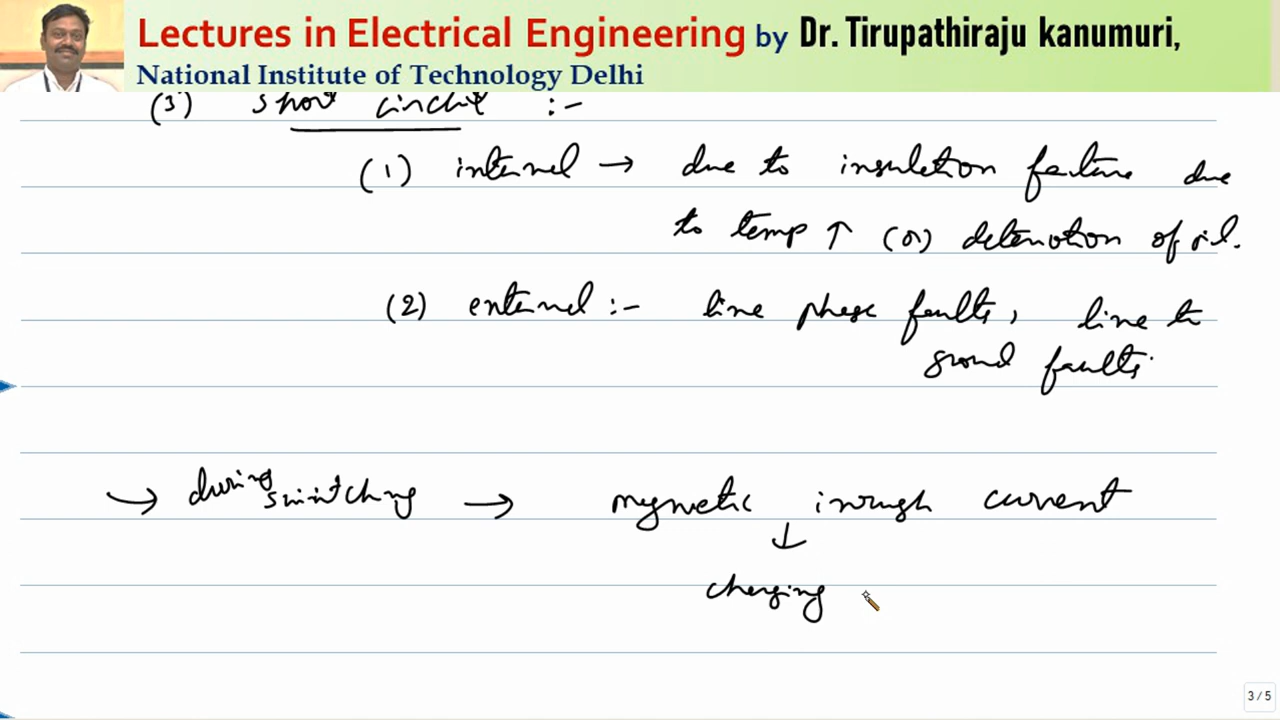 Lectures in Electrical Engineering by Dr. Tirupathiraju kanumuri,
National Institute of Technology Delhi
(3) short circuit :-
(1) internal → due to insulation failure due
to temp ↑ (or) deteriotion of oil.
(2) external :- line phase faults, line to
ground faults.
→ during switching → magnetic inrush current
↓
charging
3 / 5